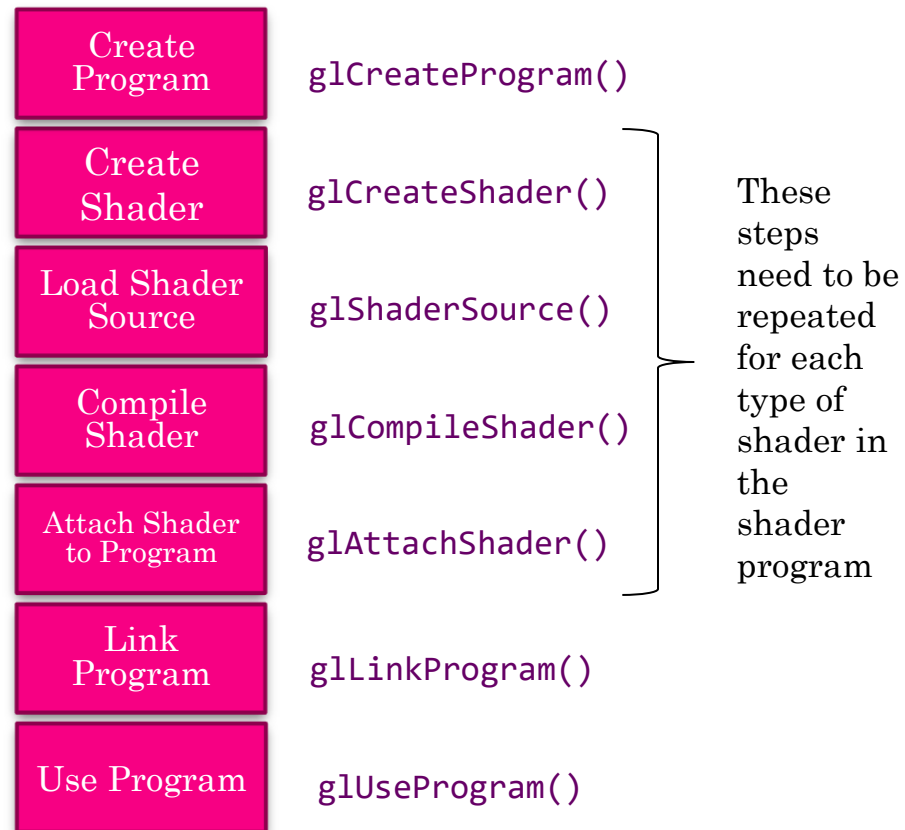 Create
Program
glCreateProgram()
Create
Shader
glCreateShader()
Load Shader
Source
glShaderSource()
Compile
Shader
glCompileShader()
Attach Shader
to Program
glAttachShader()
These
steps
need to be
repeated
for each
type of
shader in
the
shader
program
Link
Program
glLinkProgram()
Use Program
glUseProgram()